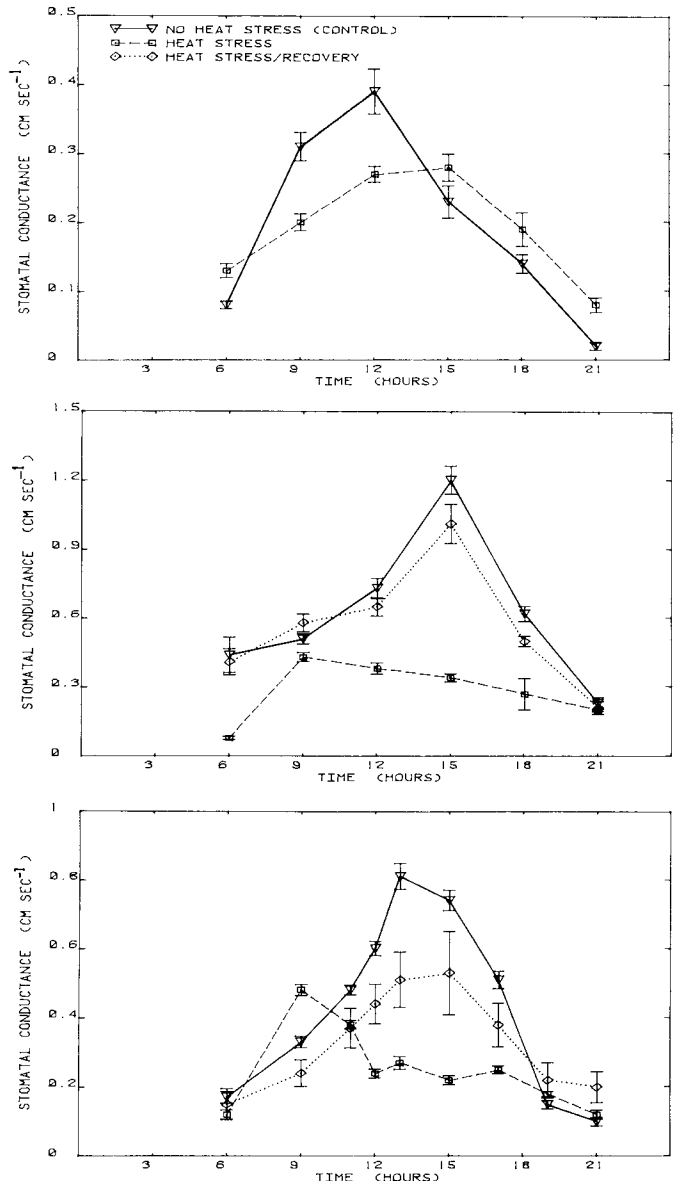 0.5
NO HEAT STRESS (CONTROL)
HEAT STRESS
HEAT STRESS/RECOVERY
0.4
0.3
0.2
0.1
0
STOMATAL CONDUCTANCE (CM SEC⁻¹)
3 6 9 12 15 18 21
TIME (HOURS)
1.5
1.2
0.9
0.6
0.3
0
STOMATAL CONDUCTANCE (CM SEC⁻¹)
3 6 9 12 15 18 21
TIME (HOURS)
1
0.8
0.6
0.4
0.2
0
STOMATAL CONDUCTANCE (CM SEC⁻¹)
3 6 9 12 15 18 21
TIME (HOURS)